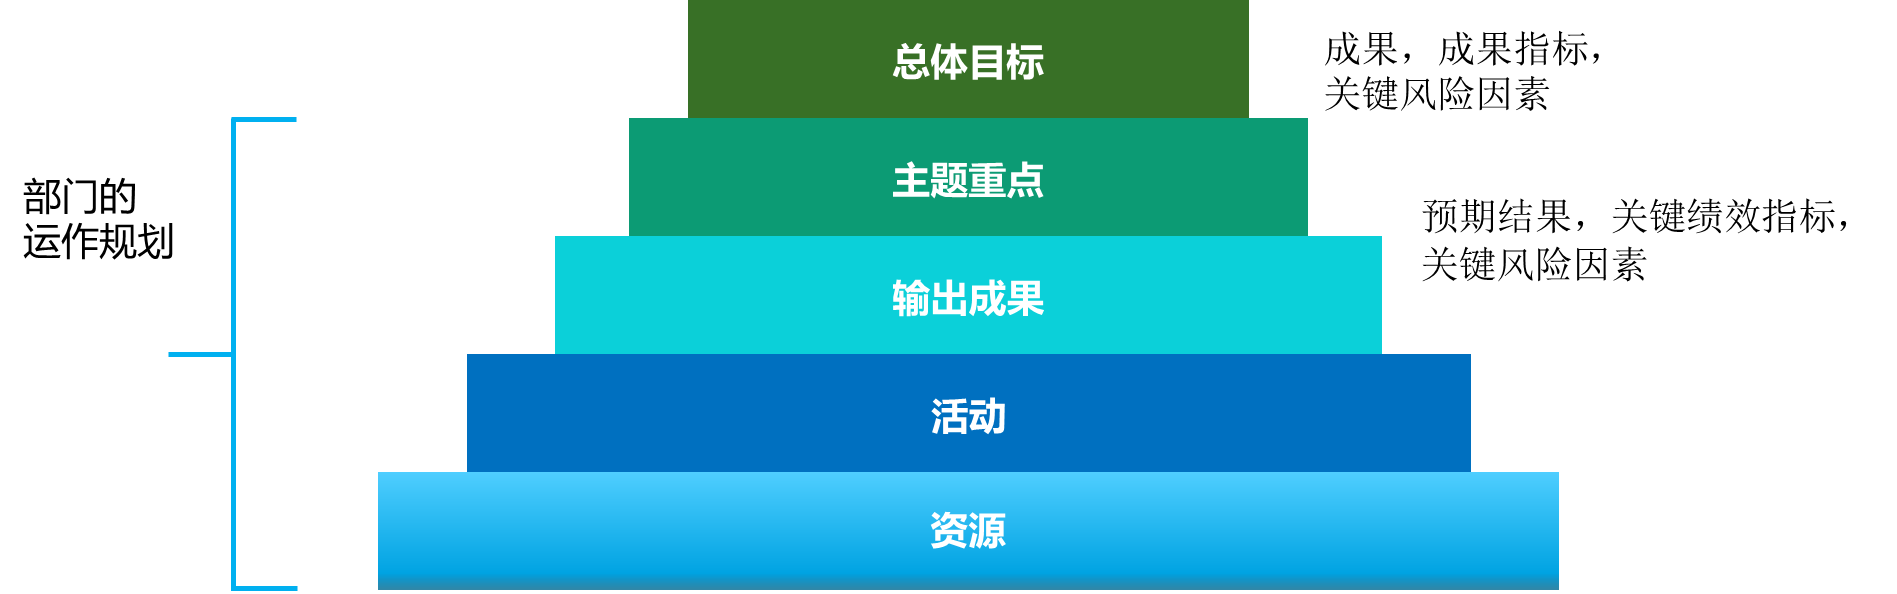 总体目标
成果，成果指标，
关键风险因素
主题重点
部门的
运作规划
预期结果，关键绩效指标，
关键风险因素
输出成果
活动
资源